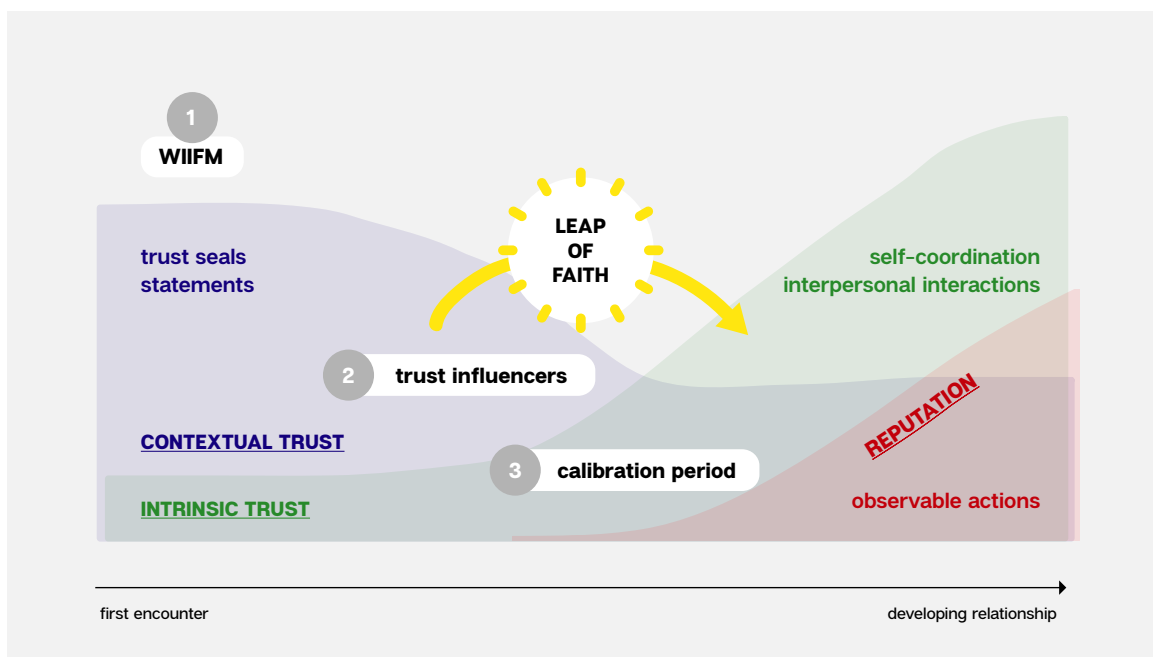 1
WIIFM
LEAP
OF
FAITH
trust seals
statements
self-coordination
interpersonal interactions
2
trust influencers
REPUTATION
CONTEXTUAL TRUST
3
calibration period
INTRINSIC TRUST
observable actions
first encounter
developing relationship